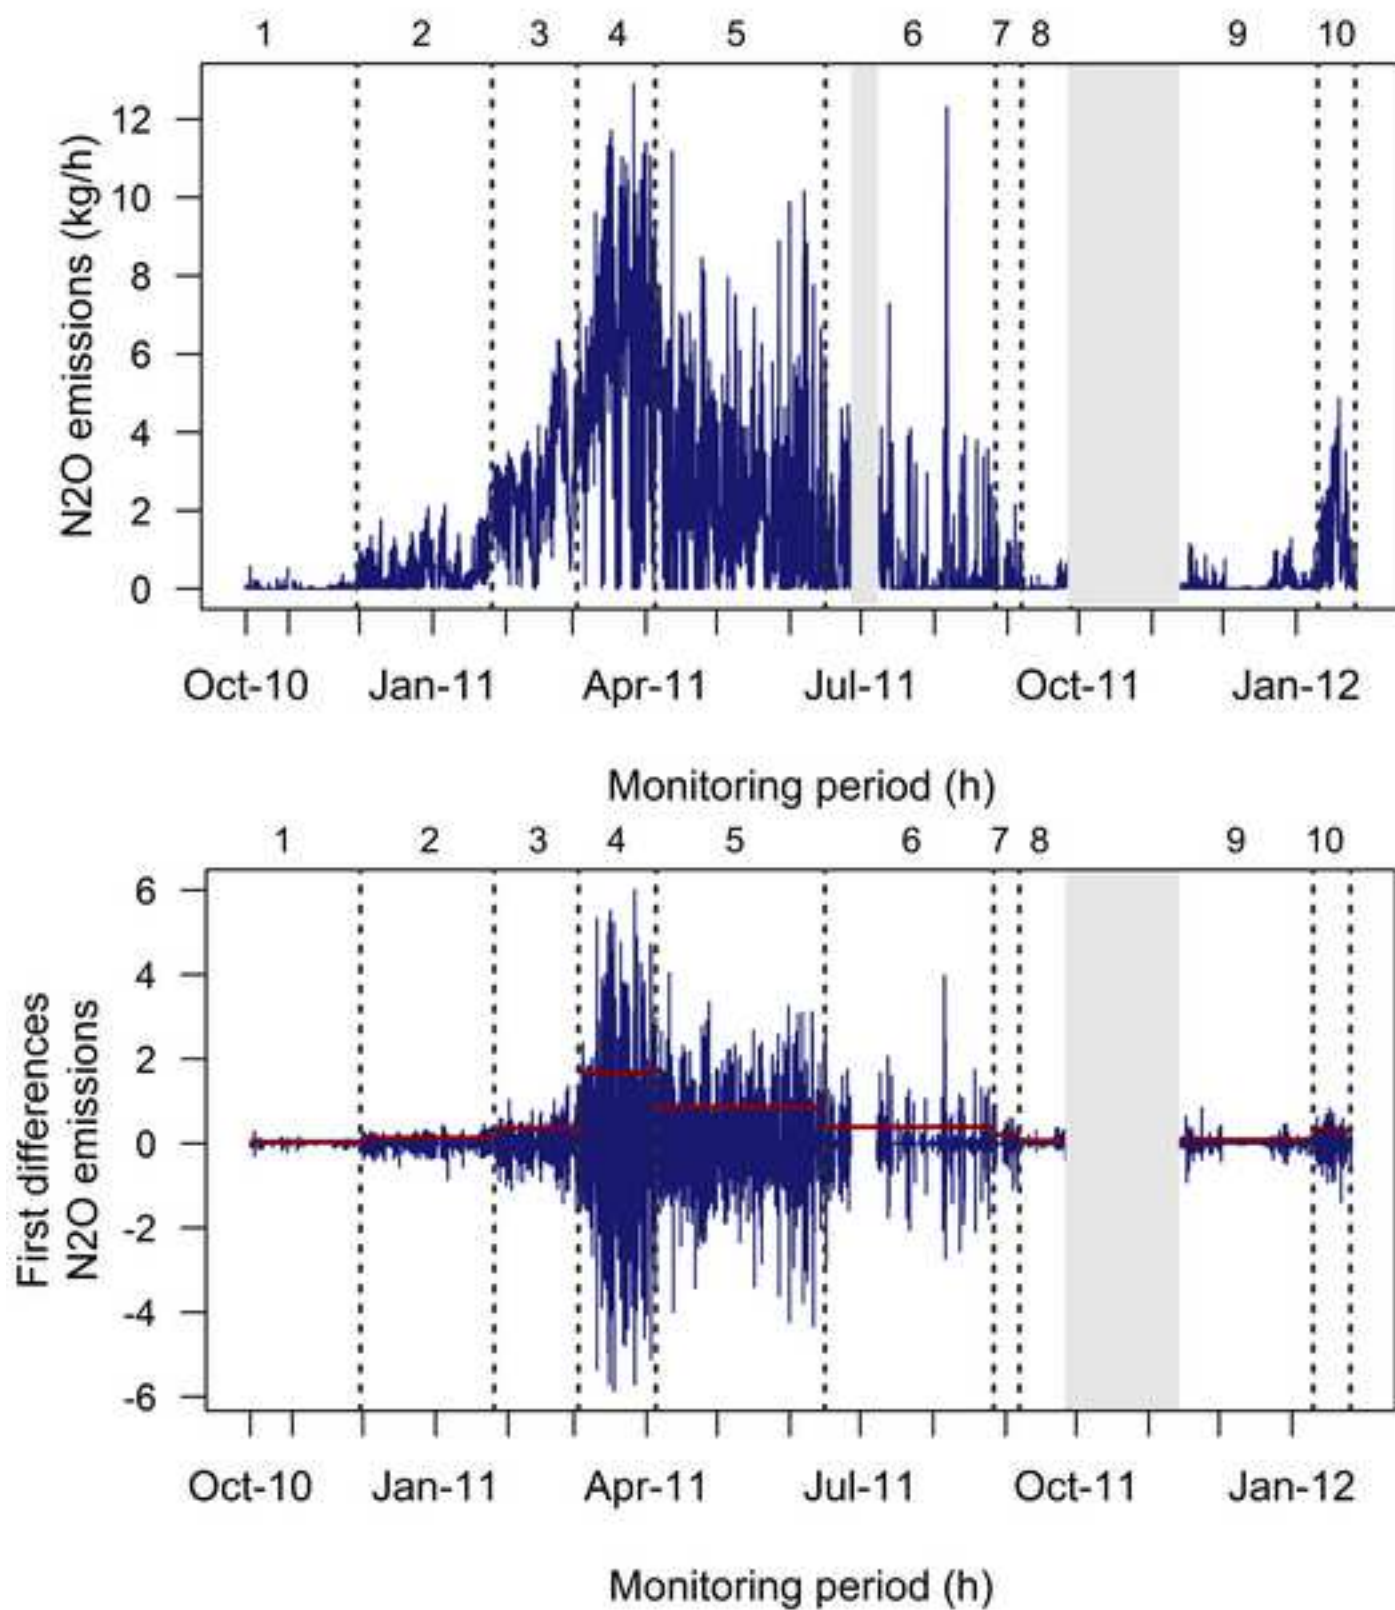 1 2 3 4 5 6 7 8 9 10
N2O emissions (kg/h)
12
10
8
6
4
2
0
Oct-10 Jan-11 Apr-11 Jul-11 Oct-11 Jan-12
Monitoring period (h)
1 2 3 4 5 6 7 8 9 10
First differences
N2O emissions
6
4
2
0
-2
-4
-6
Oct-10 Jan-11 Apr-11 Jul-11 Oct-11 Jan-12
Monitoring period (h)